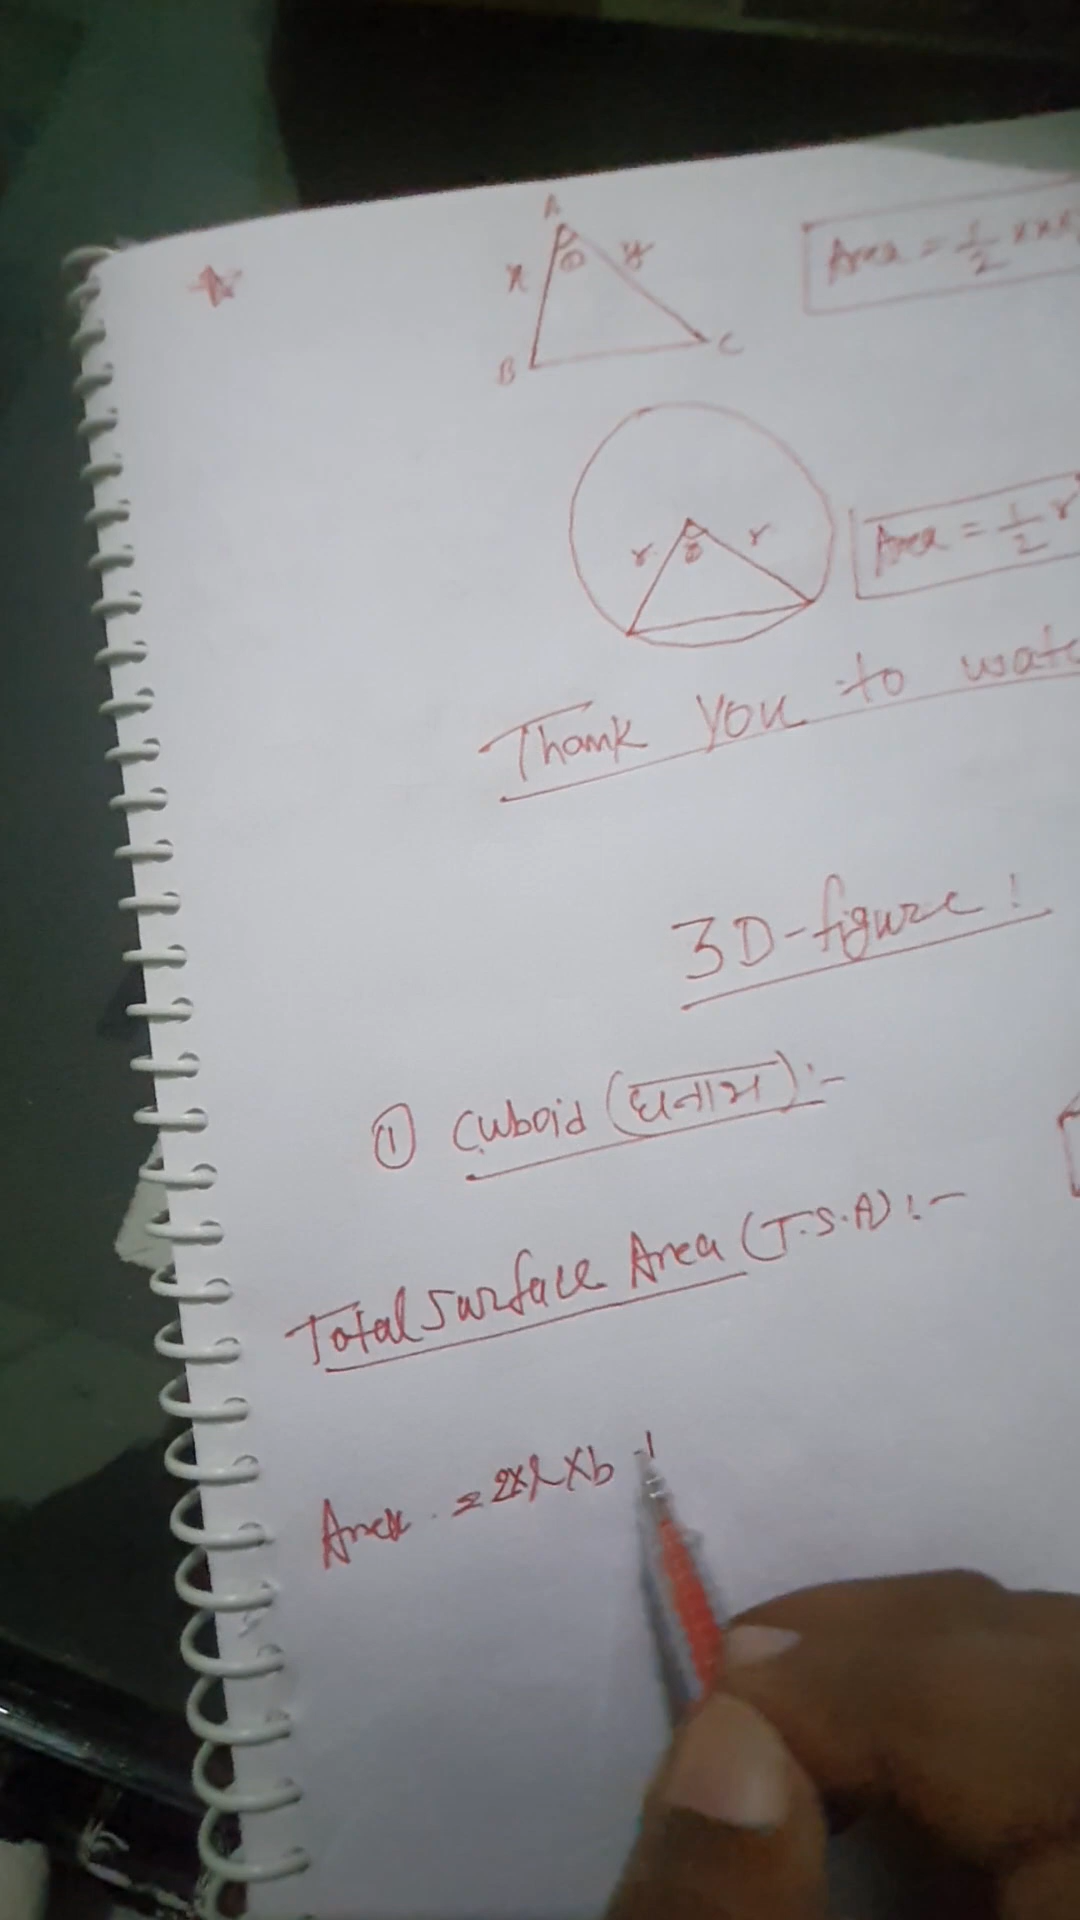 A
x θ y
B C
Area = 1/2
r θ r
Area = 1/2 r
Thank you to watc
3D-figure:
① Cuboid (घनाभ):-
Total Surface Area (T.S.A):-
Area = 2×l×b +